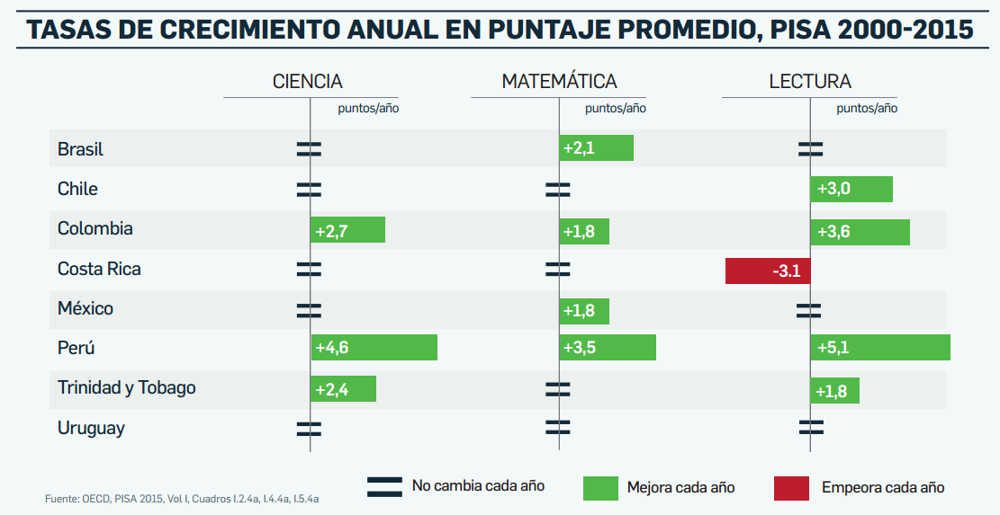 TASAS DE CRECIMIENTO ANUAL EN PUNTAJE PROMEDIO, PISA 2000-2015
CIENCIA MATEMÁTICA LECTURA
puntos/año puntos/año puntos/año
Brasil = +2,1 =
Chile = = +3,0
Colombia +2,7 +1,8 +3,6
Costa Rica = = -3.1
México = +1,8 =
Perú +4,6 +3,5 +5,1
Trinidad y Tobago +2,4 = +1,8
Uruguay = = =
Fuente: OECD, PISA 2015, Vol I, Cuadros I.2.4a, I.4.4a, I.5.4a
= No cambia cada año Mejora cada año Empeora cada año